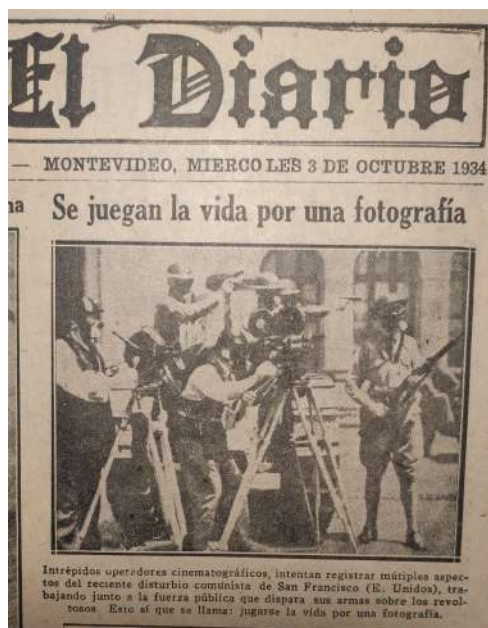 El Diario
— MONTEVIDEO, MIERCOLES 3 DE OCTUBRE 1934
na
Se juegan la vida por una fotografía
Intrépidos operadores cinematográficos, intentan registrar mútiples aspec-
tos del reciente disturbio comunista de San Francisco (E. Unidos), tra-
bajando junto a la fuerza pública que dispara sus armas sobre los revol-
tosos. Esto sí que se llama: jugarse la vida por una fotografía.